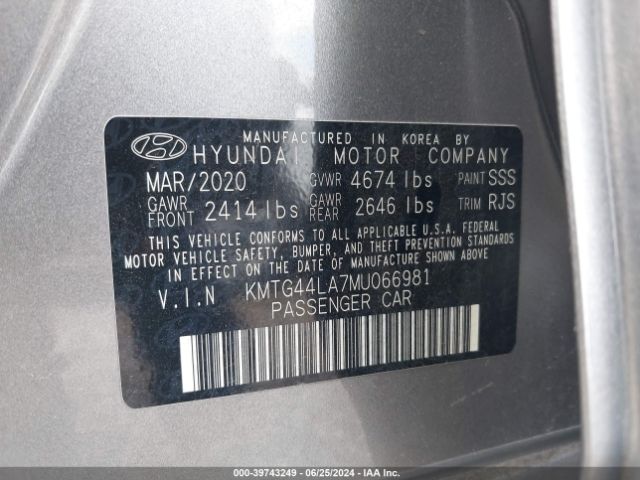 MANUFACTURED IN KOREA BY
HYUNDAI MOTOR COMPANY
MAR/2020 GVWR 4674 lbs PAINT SSS
GAWR FRONT 2414 lbs GAWR REAR 2646 lbs TRIM RJS
THIS VEHICLE CONFORMS TO ALL APPLICABLE U.S.A. FEDERAL
MOTOR VEHICLE SAFETY, BUMPER, AND THEFT PREVENTION STANDARDS
IN EFFECT ON THE DATE OF MANUFACTURE SHOWN ABOVE.
V.I.N KMTG44LA7MU066981
PASSENGER CAR
000-39743249 - 06/25/2024 - IAA Inc.